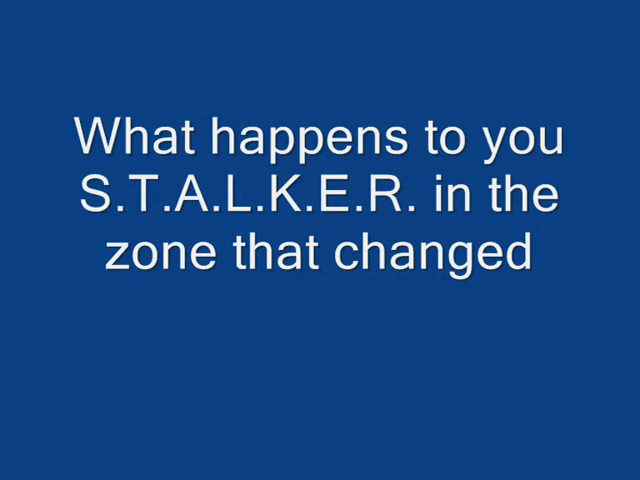 What happens to you
S.T.A.L.K.E.R. in the
zone that changed